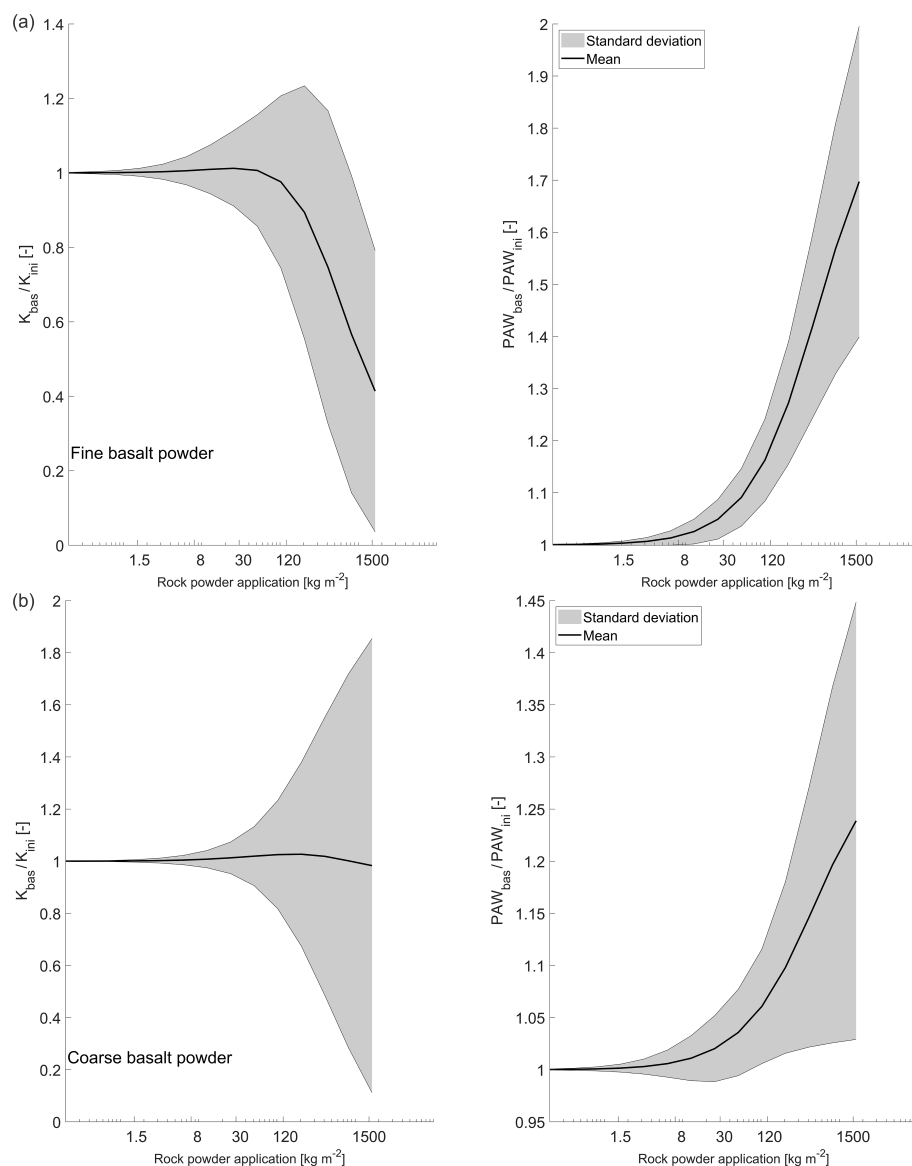 (a)
1.4
1.2
1
0.8
0.6
0.4
0.2
0
K_bas / K_ini [-]
Fine basalt powder
1.5 8 30 120 1500
Rock powder application [kg m⁻²]
2
1.9
1.8
1.7
1.6
1.5
1.4
1.3
1.2
1.1
1
PAW_bas / PAW_ini [-]
Standard deviation
Mean
1.5 8 30 120 1500
Rock powder application [kg m⁻²]
(b)
2
1.8
1.6
1.4
1.2
1
0.8
0.6
0.4
0.2
0
K_bas / K_ini [-]
Coarse basalt powder
1.5 8 30 120 1500
Rock powder application [kg m⁻²]
1.45
1.4
1.35
1.3
1.25
1.2
1.15
1.1
1.05
1
0.95
PAW_bas / PAW_ini [-]
Standard deviation
Mean
1.5 8 30 120 1500
Rock powder application [kg m⁻²]